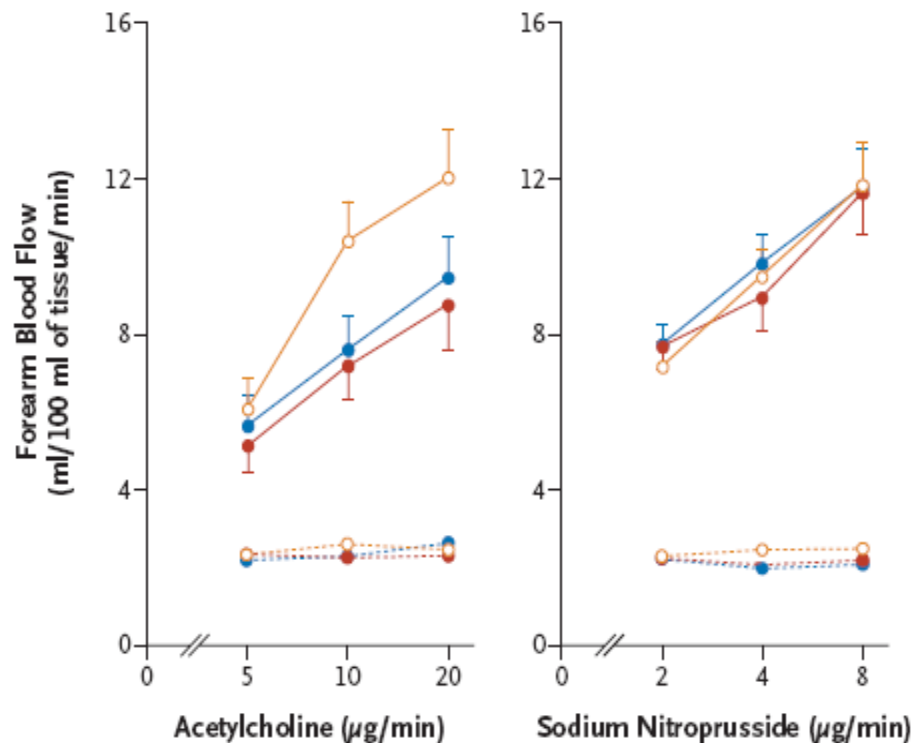 Forearm Blood Flow
(ml/100 ml of tissue/min)
16
12
8
4
0
0 5 10 20
Acetylcholine (µg/min)
16
12
8
4
0
0 2 4 8
Sodium Nitroprusside (µg/min)